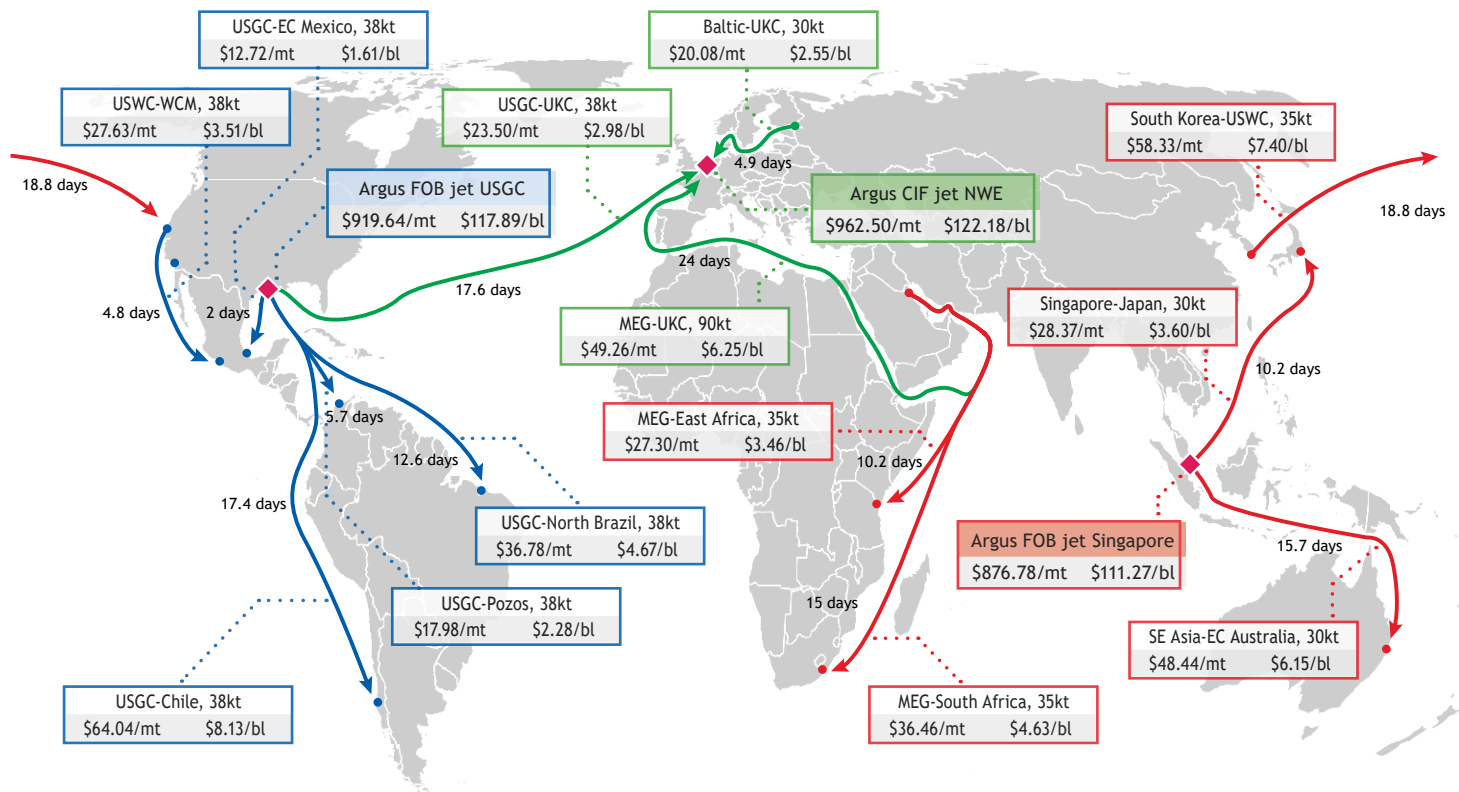 USGC-EC Mexico, 38kt
$12.72/mt $1.61/bl
Baltic-UKC, 30kt
$20.08/mt $2.55/bl
USWC-WCM, 38kt
$27.63/mt $3.51/bl
USGC-UKC, 38kt
$23.50/mt $2.98/bl
South Korea-USWC, 35kt
$58.33/mt $7.40/bl
18.8 days
4.9 days
Argus FOB jet USGC
$919.64/mt $117.89/bl
Argus CIF jet NWE
$962.50/mt $122.18/bl
18.8 days
24 days
17.6 days
4.8 days
2 days
MEG-UKC, 90kt
$49.26/mt $6.25/bl
Singapore-Japan, 30kt
$28.37/mt $3.60/bl
10.2 days
5.7 days
MEG-East Africa, 35kt
$27.30/mt $3.46/bl
12.6 days
10.2 days
17.4 days
USGC-North Brazil, 38kt
$36.78/mt $4.67/bl
Argus FOB jet Singapore
$876.78/mt $111.27/bl
15.7 days
USGC-Pozos, 38kt
$17.98/mt $2.28/bl
15 days
SE Asia-EC Australia, 30kt
$48.44/mt $6.15/bl
USGC-Chile, 38kt
$64.04/mt $8.13/bl
MEG-South Africa, 35kt
$36.46/mt $4.63/bl